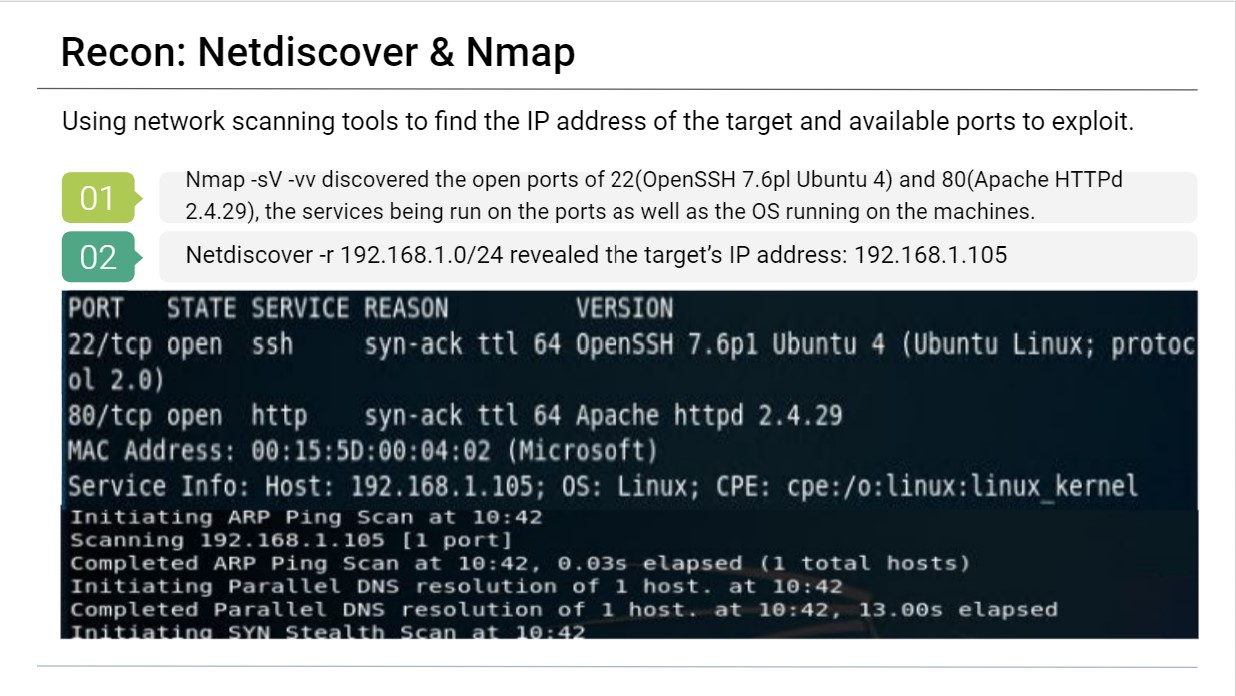 Recon: Netdiscover & Nmap
Using network scanning tools to find the IP address of the target and available ports to exploit.
01
Nmap -sV -vv discovered the open ports of 22(OpenSSH 7.6pl Ubuntu 4) and 80(Apache HTTPd
2.4.29), the services being run on the ports as well as the OS running on the machines.
02
Netdiscover -r 192.168.1.0/24 revealed the target’s IP address: 192.168.1.105
PORT STATE SERVICE REASON VERSION
22/tcp open ssh syn-ack ttl 64 OpenSSH 7.6p1 Ubuntu 4 (Ubuntu Linux; protoc
ol 2.0)
80/tcp open http syn-ack ttl 64 Apache httpd 2.4.29
MAC Address: 00:15:5D:00:04:02 (Microsoft)
Service Info: Host: 192.168.1.105; OS: Linux; CPE: cpe:/o:linux:linux_kernel
Initiating ARP Ping Scan at 10:42
Scanning 192.168.1.105 [1 port]
Completed ARP Ping Scan at 10:42, 0.03s elapsed (1 total hosts)
Initiating Parallel DNS resolution of 1 host. at 10:42
Completed Parallel DNS resolution of 1 host. at 10:42, 13.00s elapsed
Initiating SYN Stealth Scan at 10:42